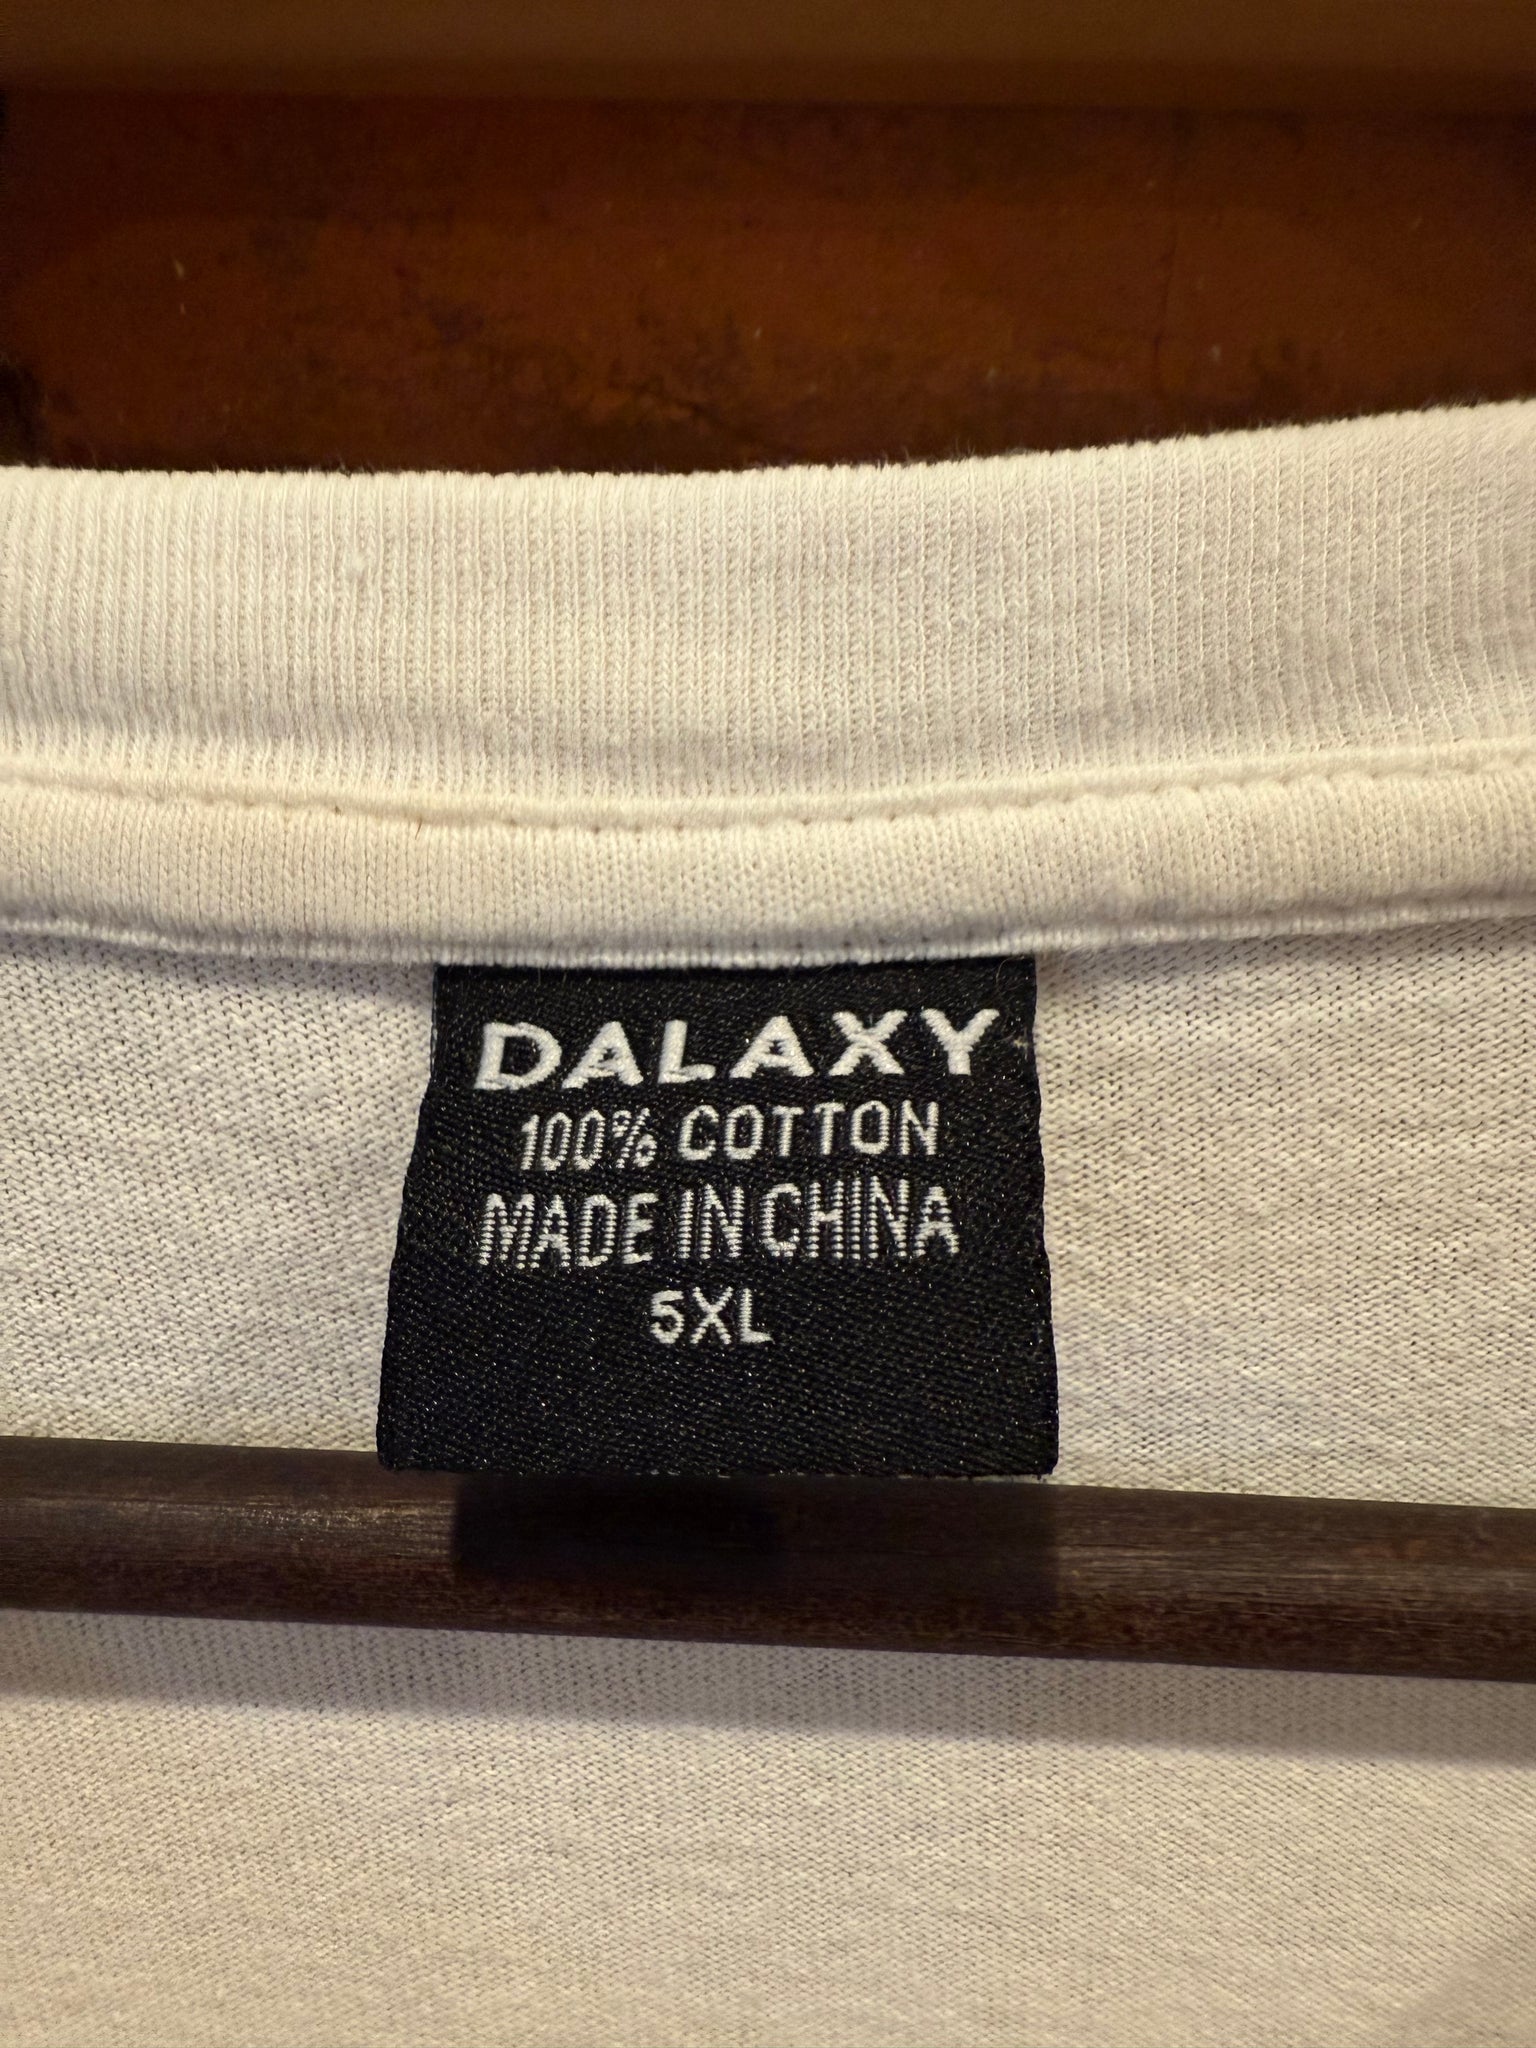 DALAXY
100% COTTON
MADE IN CHINA
5XL